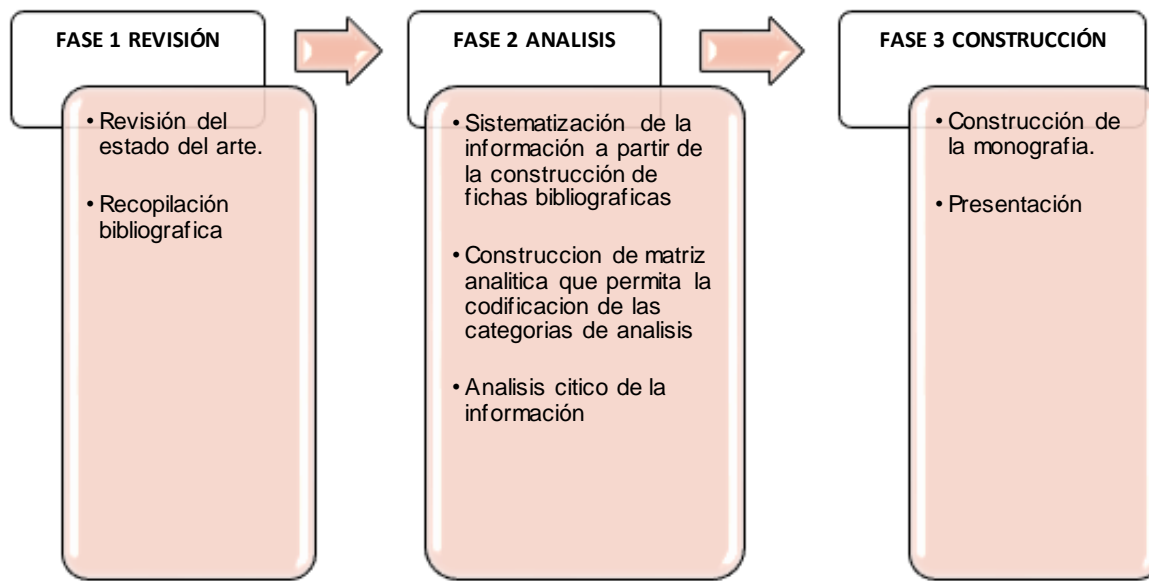 FASE 1 REVISIÓN
• Revisión del
estado del arte.
• Recopilación
bibliografica
FASE 2 ANALISIS
• Sistematización de la
información a partir de
la construcción de
fichas bibliograficas
• Construccion de matriz
analitica que permita la
codificacion de las
categorias de analisis
• Analisis citico de la
información
FASE 3 CONSTRUCCIÓN
• Construcción de
la monografia.
• Presentación